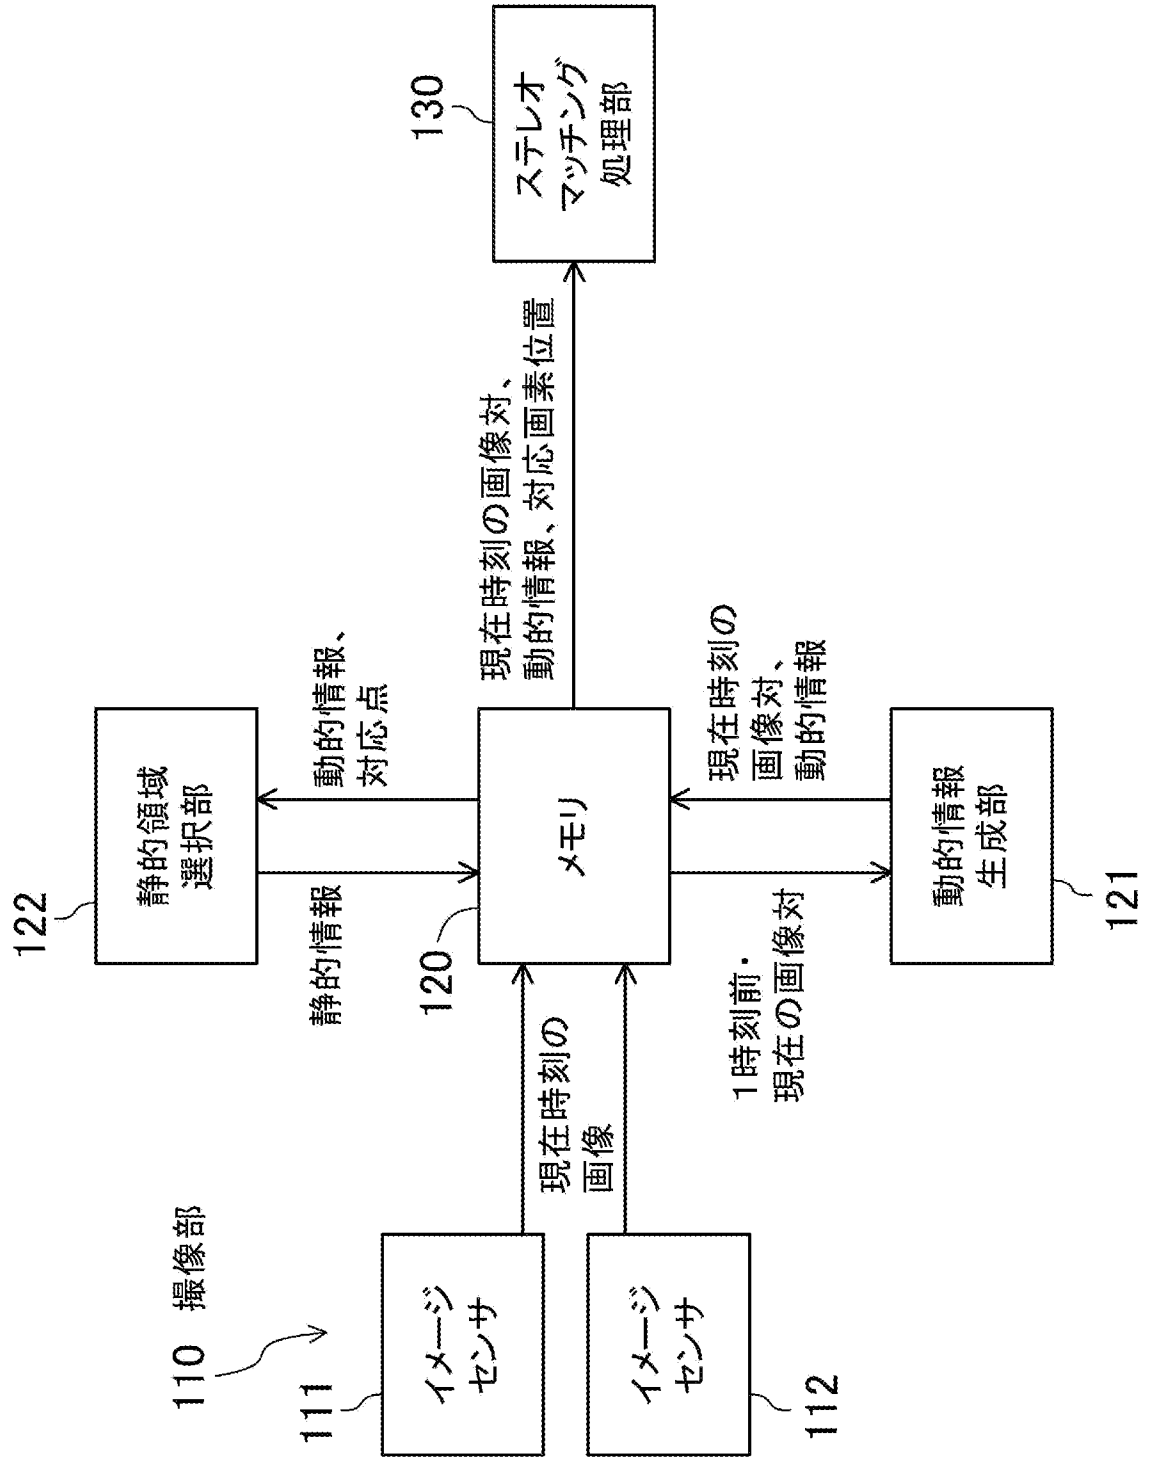 110 撮像部
111
イメージ
センサ
イメージ
センサ
112
現在時刻の
画像
120
メモリ
122
静的領域
選択部
静的情報
動的情報、
対応点
1時刻前・
現在の画像対
現在時刻の
画像対、
動的情報
動的情報
生成部
121
現在時刻の画像対、
動的情報、対応画素位置
130
ステレオ
マッチング
処理部